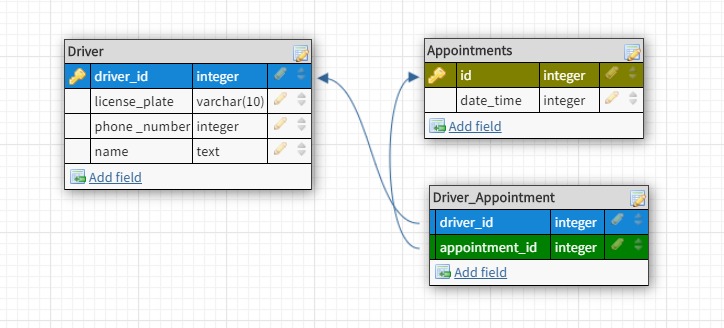 Driver
driver_id integer
license_plate varchar(10)
phone _number integer
name text
Add field
Appointments
id integer
date_time integer
Add field
Driver_Appointment
driver_id integer
appointment_id integer
Add field